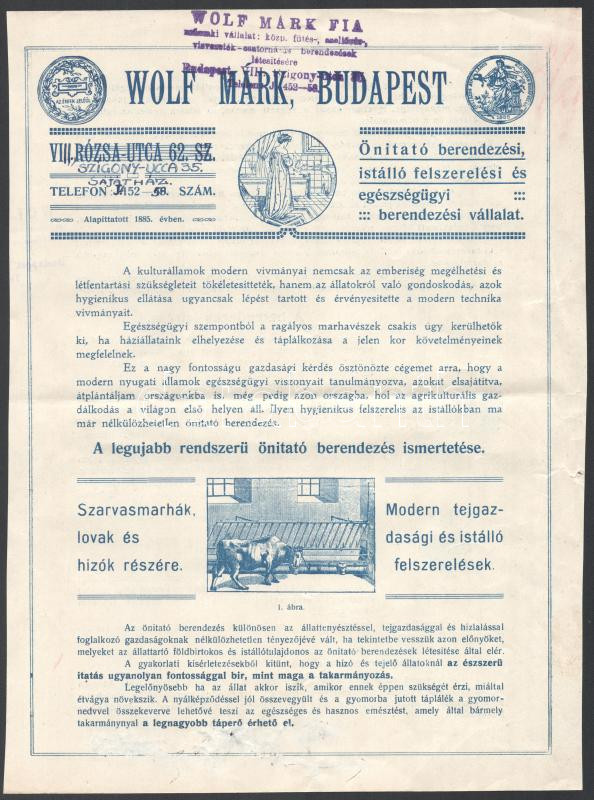 WOLF MÁRK FIA
műszaki vállalat: közp. fűtés-,
vízvezeték-csatornázás berendezések
létesítésére
Budapest, VIII., Szigony-utca 35.
Telefon: J. 452—58.
WOLF MÁRK, BUDAPEST
VIII, RÓZSA-UTCA 62. SZ.
SZIGONY-UCCA 35.
SAJÁT HÁZ.
TELEFON J. 452—58. SZÁM.
Alapittatott 1885. évben.
Önitató berendezési,
istálló felszerelési és
egészségügyi :::
::: berendezési vállalat.
A kulturállamok modern vivmányai nemcsak az emberiség megélhetési és
létfentartási szükségleteit tökéletesitették, hanem az állatokról való gondoskodás, azok
hygienikus ellátása ugyancsak lépést tartott és érvényesitette a modern technika
vivmányait.
Egészségügyi szempontból a ragályos marhavészek csakis úgy kerülhetők
ki, ha háziállataink elhelyezése és táplálkozása a jelen kor követelményeinek
megfelelnek.
Ez a nagy fontosságu gazdasági kérdés ösztönözte cégemet arra, hogy a
modern nyugati államok egészségügyi viszonyait tanulmányozva, azokat elsajátitva,
átplántáljam országunkba is, még pedig azon országba, hol az agrikulturális gaz-
dálkodás a világon első helyen áll. Ilyen hygienikus felszerelés az istállókban ma
már nélkülözhetlen önitató berendezés.
A legujabb rendszerü önitató berendezés ismertetése.
Szarvasmarhák,
lovak és
hizók részére.
Modern tejgaz-
dasági és istálló
felszerelések.
1. ábra.
Az önitató berendezés különösen az állattenyésztéssel, tejgazdasággal és hizlalással
foglalkozó gazdaságoknak nélkülözhetetlen tényezőjévé vált, ha tekintetbe vesszük azon előnyöket,
melyeket az állattartó földbirtokos és istállótulajdonos az önitató berendezések létesitése által elér.
A gyakorlati kisérletezésekből kitünt, hogy a hizó és tejelő állatoknál az észszerü
itatás ugyanolyan fontossággal bir, mint maga a takarmányozás.
Legelőnyösebb ha az állat akkor iszik, amikor ennek éppen szükségét érzi, miáltal
étvágya növekszik. A nyálképződéssel jól összevegyült és a gyomorba jutott táplálék a gyomor-
nedvvel összekeverve lehetővé teszi az egészséges és hasznos emésztést, amely által bármely
takarmánynyal a legnagyobb táperő érhető el.